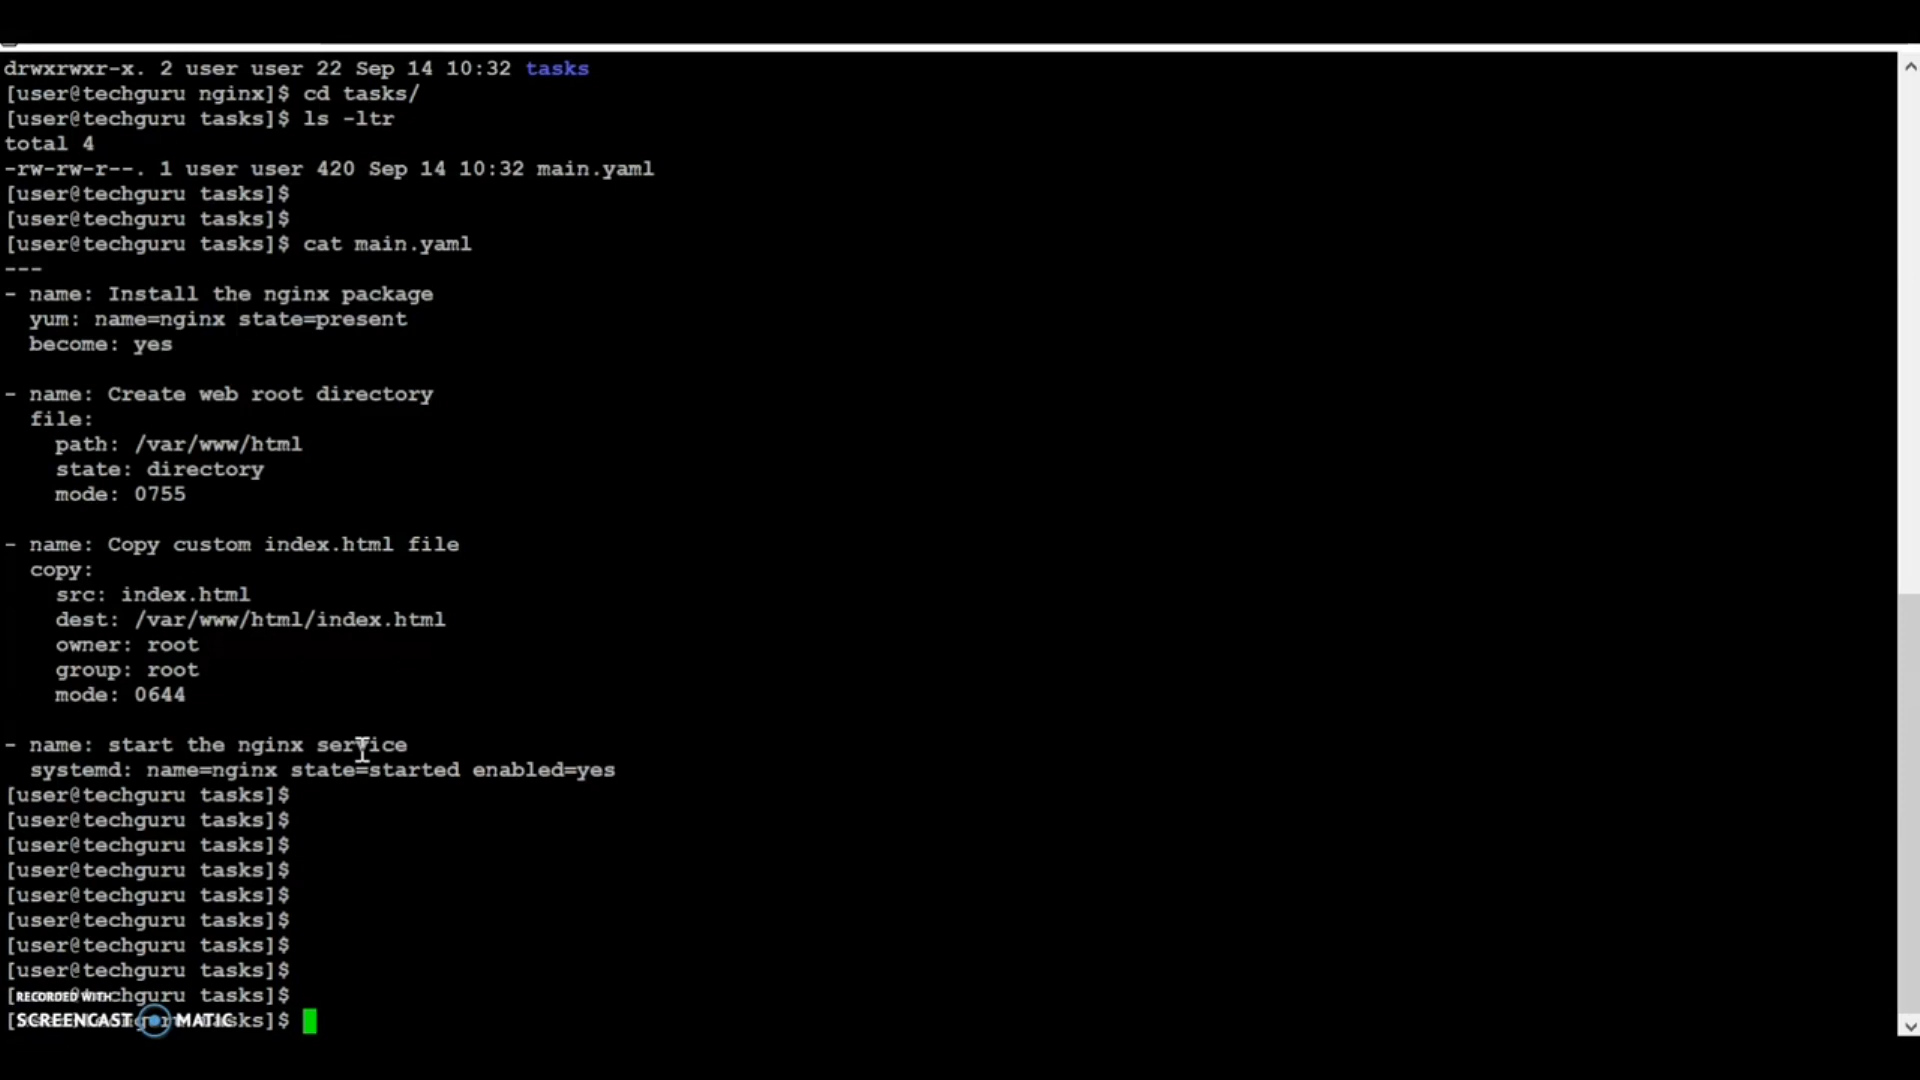 drwxrwxr-x. 2 user user 22 Sep 14 10:32 tasks
[user@techguru nginx]$ cd tasks/
[user@techguru tasks]$ ls -ltr
total 4
-rw-rw-r--. 1 user user 420 Sep 14 10:32 main.yaml
[user@techguru tasks]$
[user@techguru tasks]$
[user@techguru tasks]$ cat main.yaml
---
- name: Install the nginx package
  yum: name=nginx state=present
  become: yes

- name: Create web root directory
  file:
    path: /var/www/html
    state: directory
    mode: 0755

- name: Copy custom index.html file
  copy:
    src: index.html
    dest: /var/www/html/index.html
    owner: root
    group: root
    mode: 0644

- name: start the nginx service
  systemd: name=nginx state=started enabled=yes
[user@techguru tasks]$
[user@techguru tasks]$
[user@techguru tasks]$
[user@techguru tasks]$
[user@techguru tasks]$
[user@techguru tasks]$
[user@techguru tasks]$
[user@techguru tasks]$
tasks]$
RECORDED WITH
SCREENCAST MATIC